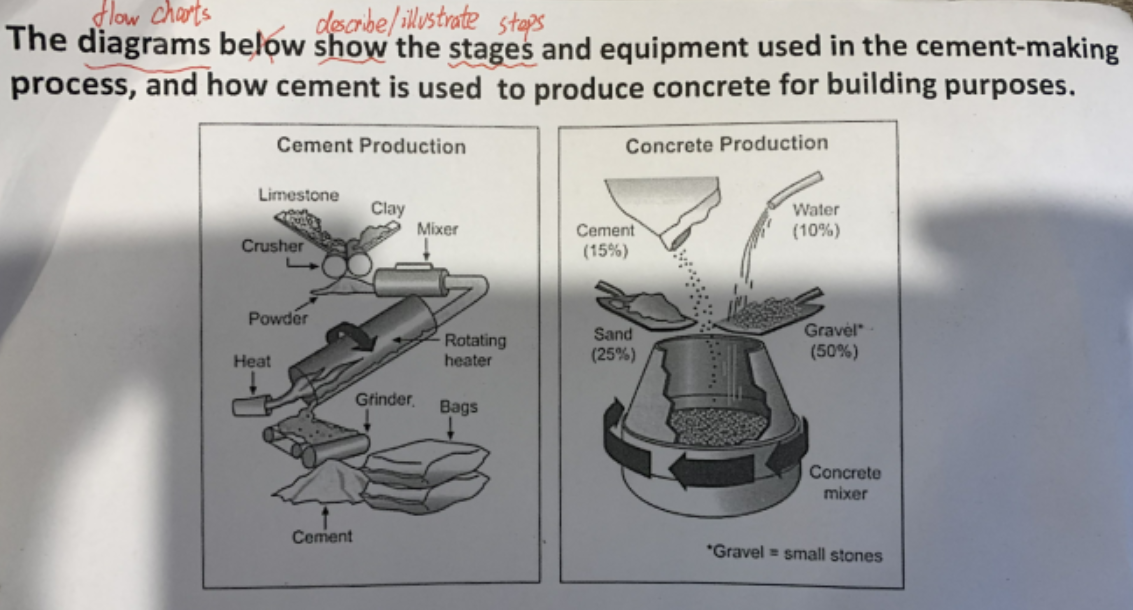 flow charts describe/illustrate steps
The diagrams below show the stages and equipment used in the cement-making
process, and how cement is used to produce concrete for building purposes.
Cement Production
Limestone
Clay
Mixer
Crusher
Powder
Rotating
heater
Heat
Grinder
Bags
Cement
Concrete Production
Cement
(15%)
Water
(10%)
Sand
(25%)
Gravel*
(50%)
Concrete
mixer
*Gravel = small stones